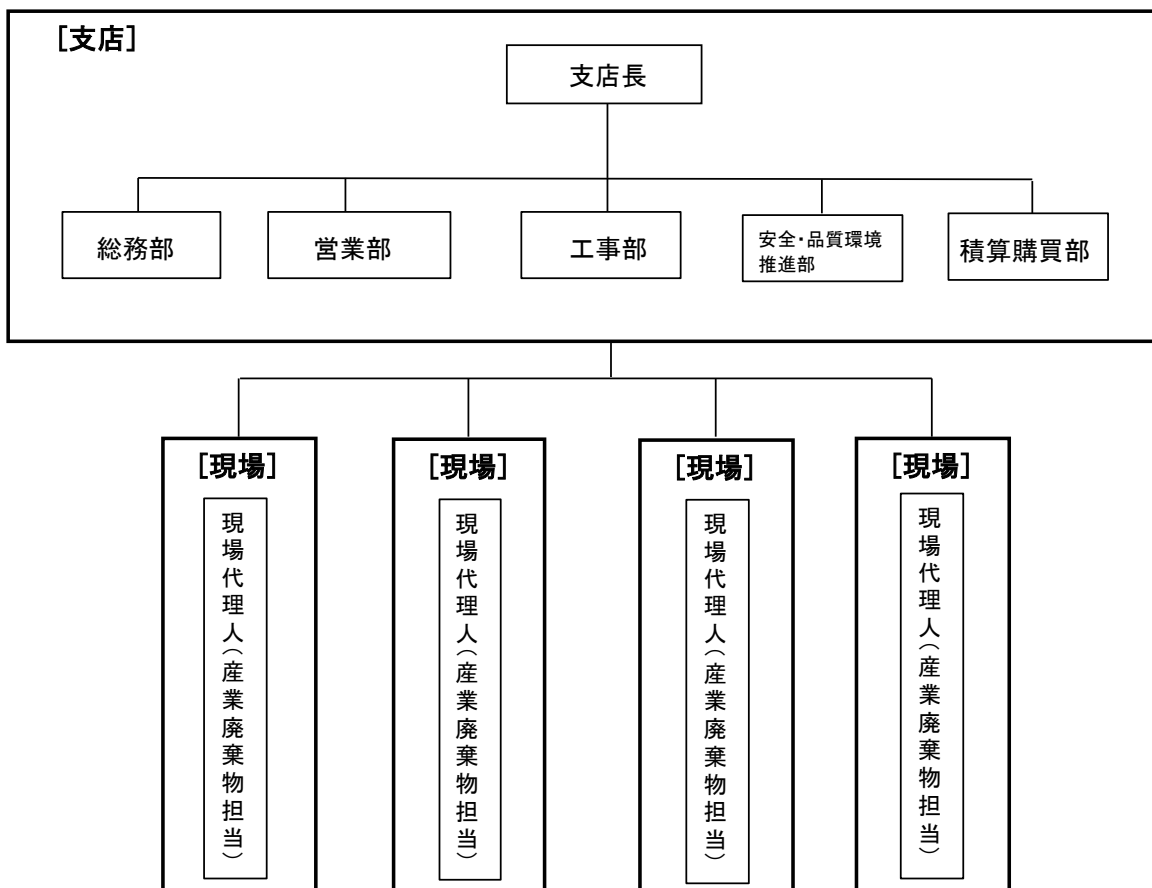 [支店]
支店長
総務部
営業部
工事部
安全・品質環境
推進部
積算購買部
[現場]
現場代理人(産業廃棄物担当)
[現場]
現場代理人(産業廃棄物担当)
[現場]
現場代理人(産業廃棄物担当)
[現場]
現場代理人(産業廃棄物担当)